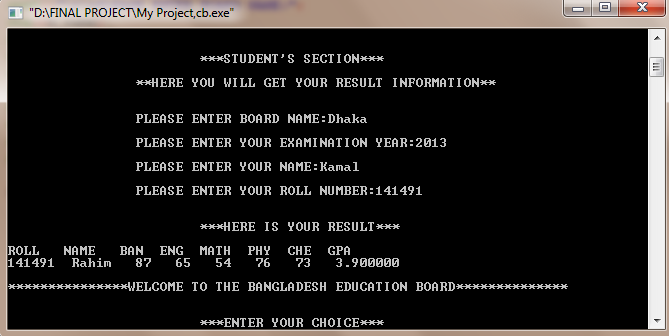 "D:\FINAL PROJECT\My Project,cb.exe"
***STUDENT'S SECTION***
**HERE YOU WILL GET YOUR RESULT INFORMATION**
PLEASE ENTER BOARD NAME:Dhaka
PLEASE ENTER YOUR EXAMINATION YEAR:2013
PLEASE ENTER YOUR NAME:Kamal
PLEASE ENTER YOUR ROLL NUMBER:141491
***HERE IS YOUR RESULT***
ROLL NAME BAN ENG MATH PHY CHE GPA
141491 Rahim 87 65 54 76 73 3.900000
***************WELCOME TO THE BANGLADESH EDUCATION BOARD**************
***ENTER YOUR CHOICE***